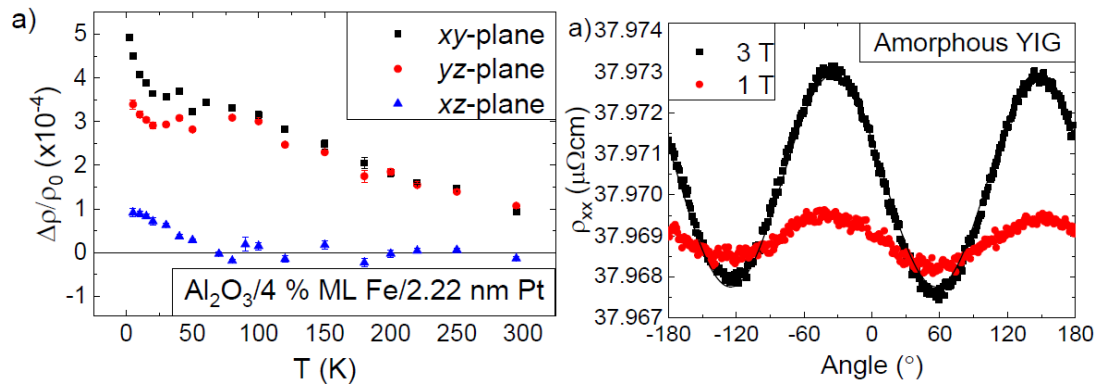 a)
5
4
3
2
1
0
-1
Δρ/ρ₀ (x10⁻⁴)
xy-plane
yz-plane
xz-plane
Al₂O₃/4 % ML Fe/2.22 nm Pt
0 50 100 150 200 250 300
T (K)
a)
37.974
37.973
37.972
37.971
37.970
37.969
37.968
37.967
ρxx (μΩcm)
3 T
1 T
Amorphous YIG
-180 -120 -60 0 60 120 180
Angle (°)